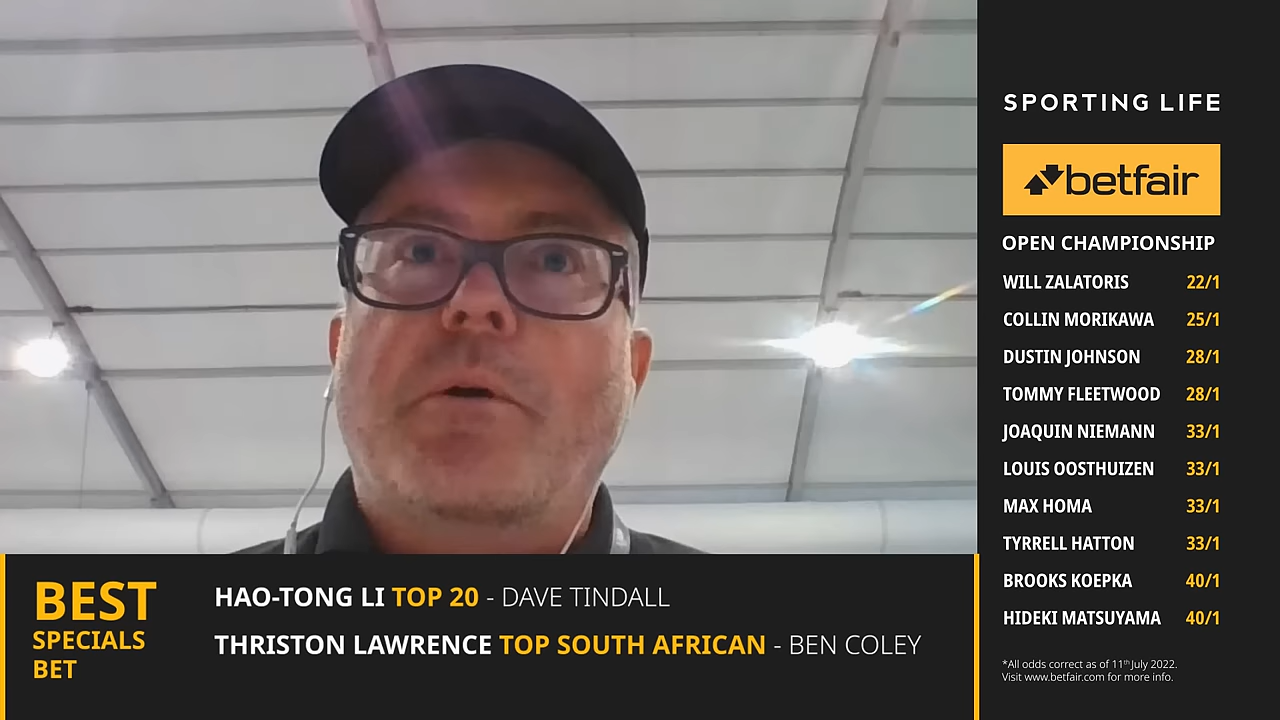 SPORTING LIFE
betfair
OPEN CHAMPIONSHIP
WILL ZALATORIS 22/1
COLLIN MORIKAWA 25/1
DUSTIN JOHNSON 28/1
TOMMY FLEETWOOD 28/1
JOAQUIN NIEMANN 33/1
LOUIS OOSTHUIZEN 33/1
MAX HOMA 33/1
TYRRELL HATTON 33/1
BROOKS KOEPKA 40/1
HIDEKI MATSUYAMA 40/1
*All odds correct as of 11th July 2022.
Visit www.betfair.com for more info.
BEST
SPECIALS
BET
HAO-TONG LI TOP 20 - DAVE TINDALL
THRISTON LAWRENCE TOP SOUTH AFRICAN - BEN COLEY